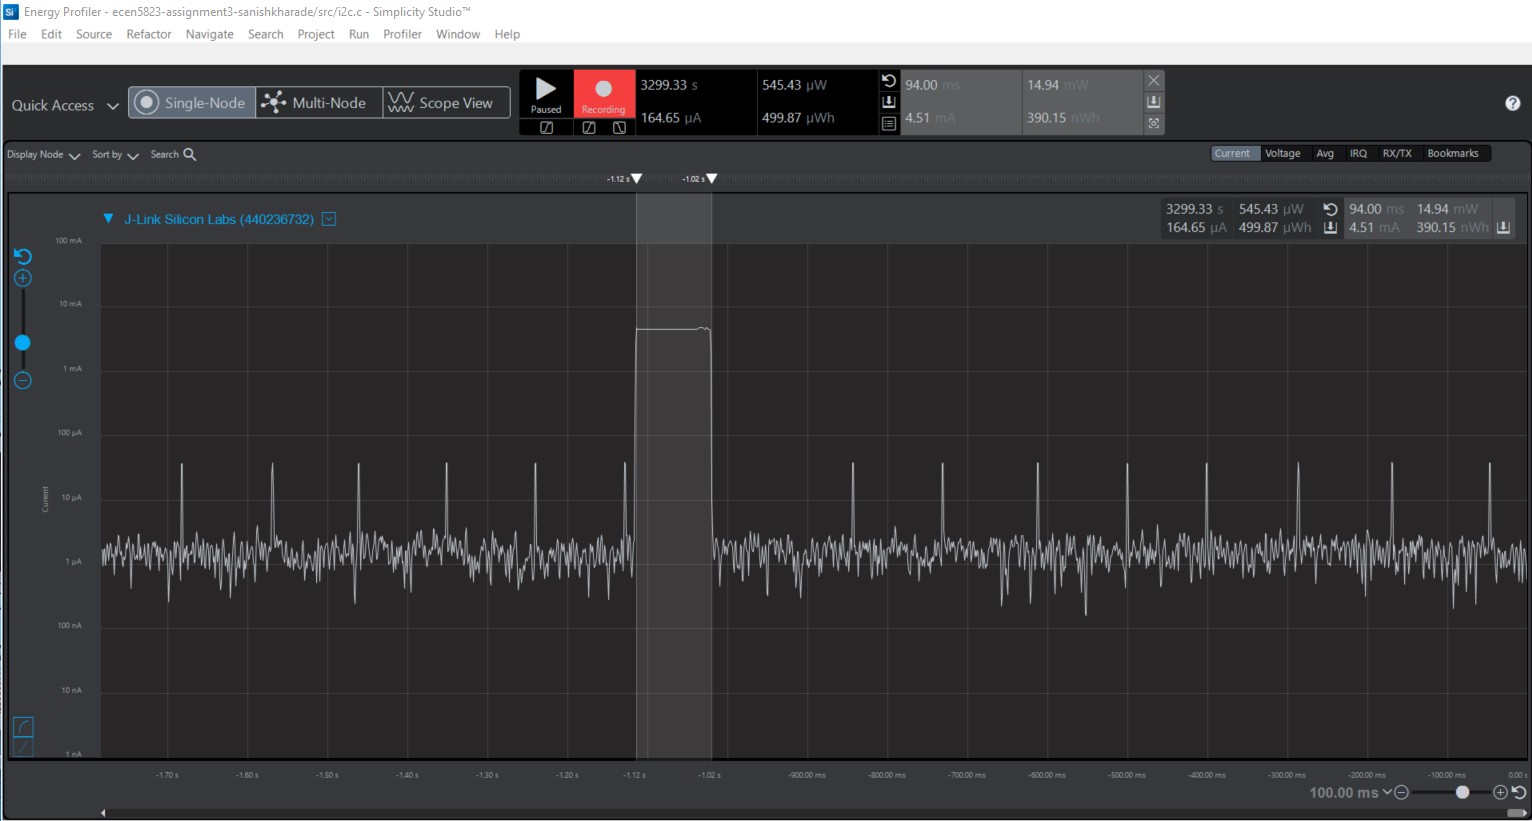 Si Energy Profiler - ecen5823-assignment3-sanishkharade/src/i2c.c - Simplicity Studio™
File Edit Source Refactor Navigate Search Project Run Profiler Window Help
Quick Access Single-Node Multi-Node Scope View
Paused Recording
3299.33 s 545.43 µW 94.00 ms 14.94 mW
164.65 µA 499.87 µWh 4.51 mA 390.15 nWh
Display Node Sort by Search
Current Voltage Avg IRQ RX/TX Bookmarks
-1.12 s -1.02 s
J-Link Silicon Labs (440236732)
3299.33 s 545.43 µW 94.00 ms 14.94 mW
164.65 µA 499.87 µWh 4.51 mA 390.15 nWh
100 mA
10 mA
1 mA
100 µA
10 µA
1 µA
100 nA
10 nA
1 nA
Current
-1.70 s -1.60 s -1.50 s -1.40 s -1.30 s -1.20 s -1.12 s -1.02 s -900.00 ms -800.00 ms -700.00 ms -600.00 ms -500.00 ms -400.00 ms -300.00 ms -200.00 ms -100.00 ms 0.00 s
100.00 ms